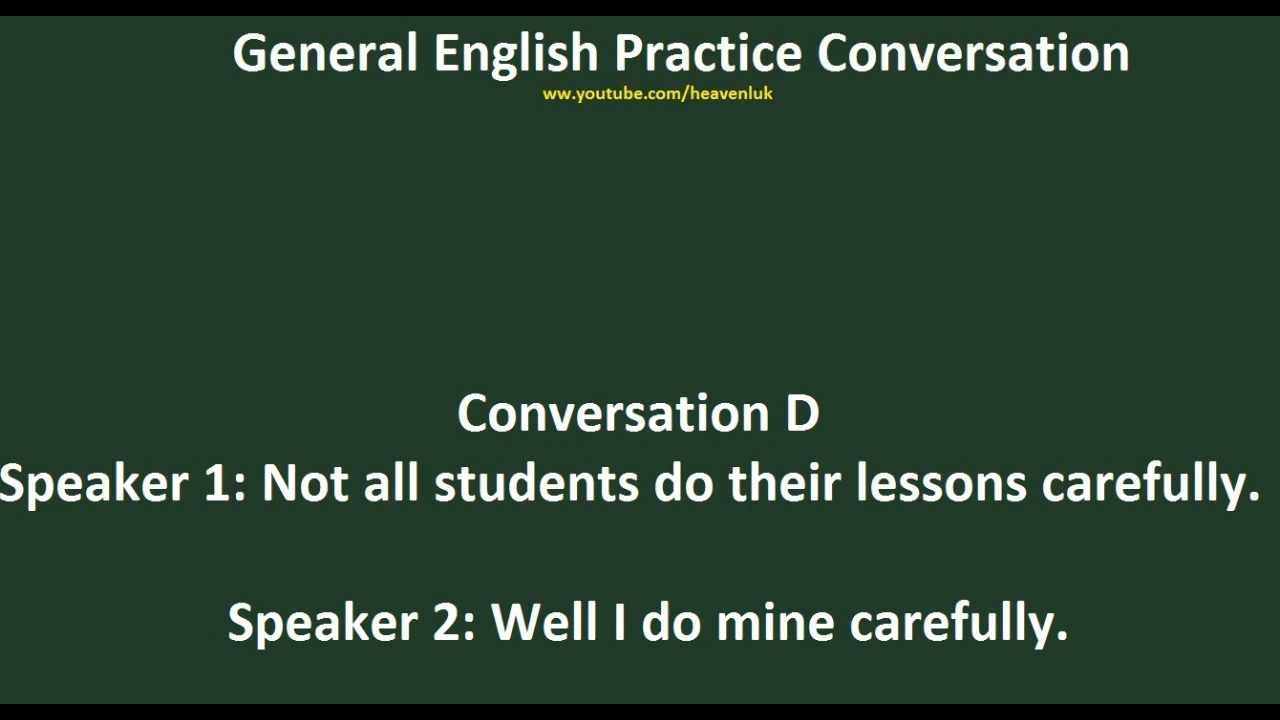 General English Practice Conversation
ww.youtube.com/heavenluk
Conversation D
Speaker 1: Not all students do their lessons carefully.
Speaker 2: Well I do mine carefully.